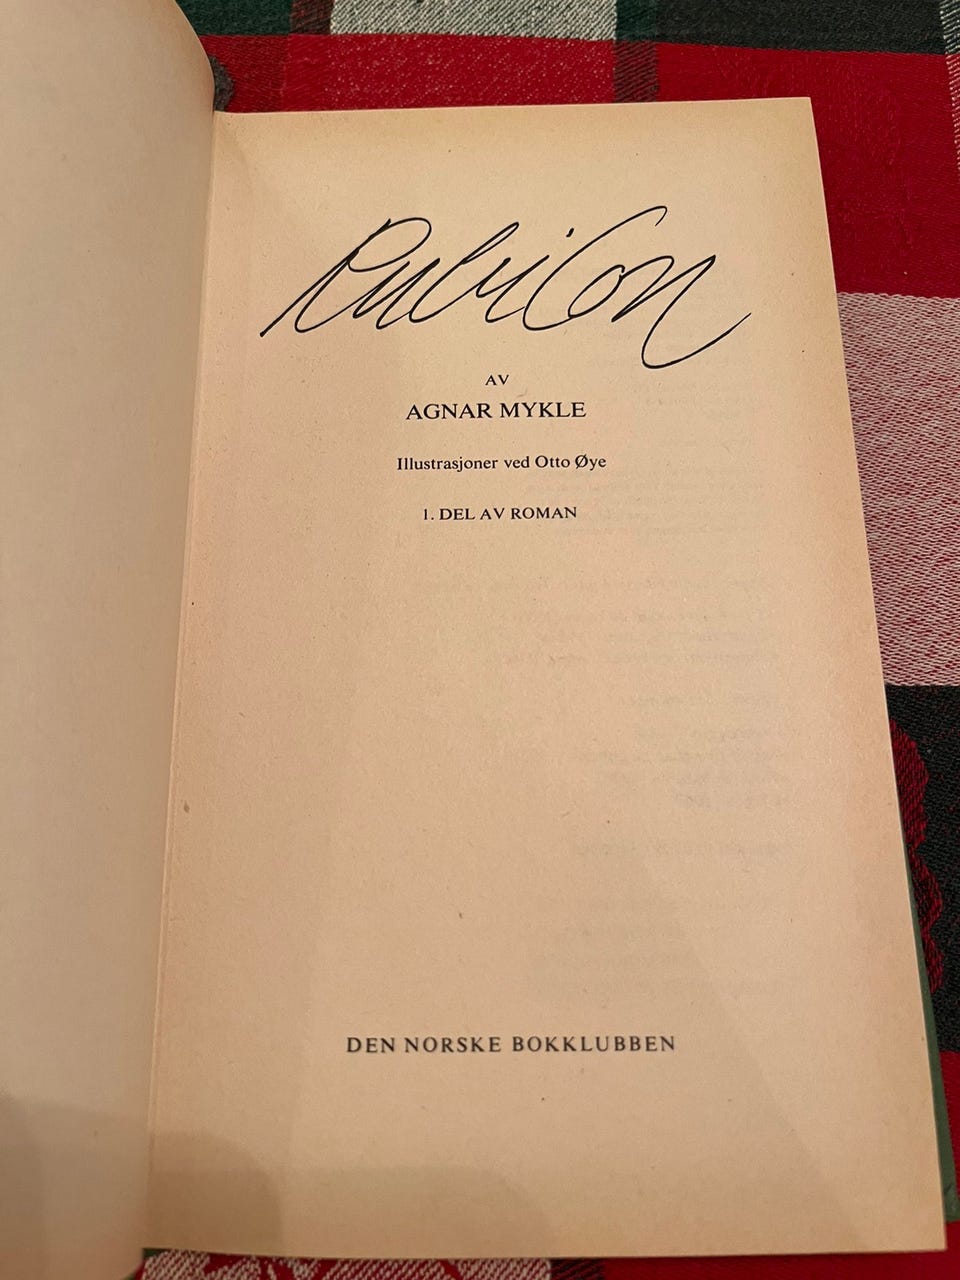 Rubicon
AV
AGNAR MYKLE
Illustrasjoner ved Otto Øye
1. DEL AV ROMAN
DEN NORSKE BOKKLUBBEN